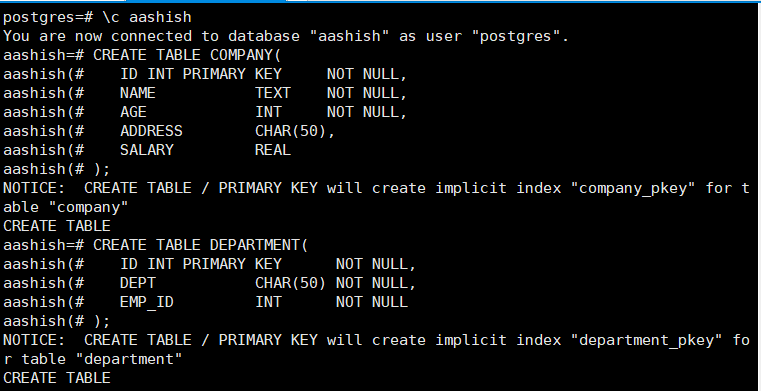 postgres=# \c aashish
You are now connected to database "aashish" as user "postgres".
aashish=# CREATE TABLE COMPANY(
aashish(#    ID INT PRIMARY KEY     NOT NULL,
aashish(#    NAME           TEXT    NOT NULL,
aashish(#    AGE            INT     NOT NULL,
aashish(#    ADDRESS        CHAR(50),
aashish(#    SALARY         REAL
aashish(# );
NOTICE:  CREATE TABLE / PRIMARY KEY will create implicit index "company_pkey" for t
able "company"
CREATE TABLE
aashish=# CREATE TABLE DEPARTMENT(
aashish(#    ID INT PRIMARY KEY      NOT NULL,
aashish(#    DEPT           CHAR(50) NOT NULL,
aashish(#    EMP_ID         INT      NOT NULL
aashish(# );
NOTICE:  CREATE TABLE / PRIMARY KEY will create implicit index "department_pkey" fo
r table "department"
CREATE TABLE